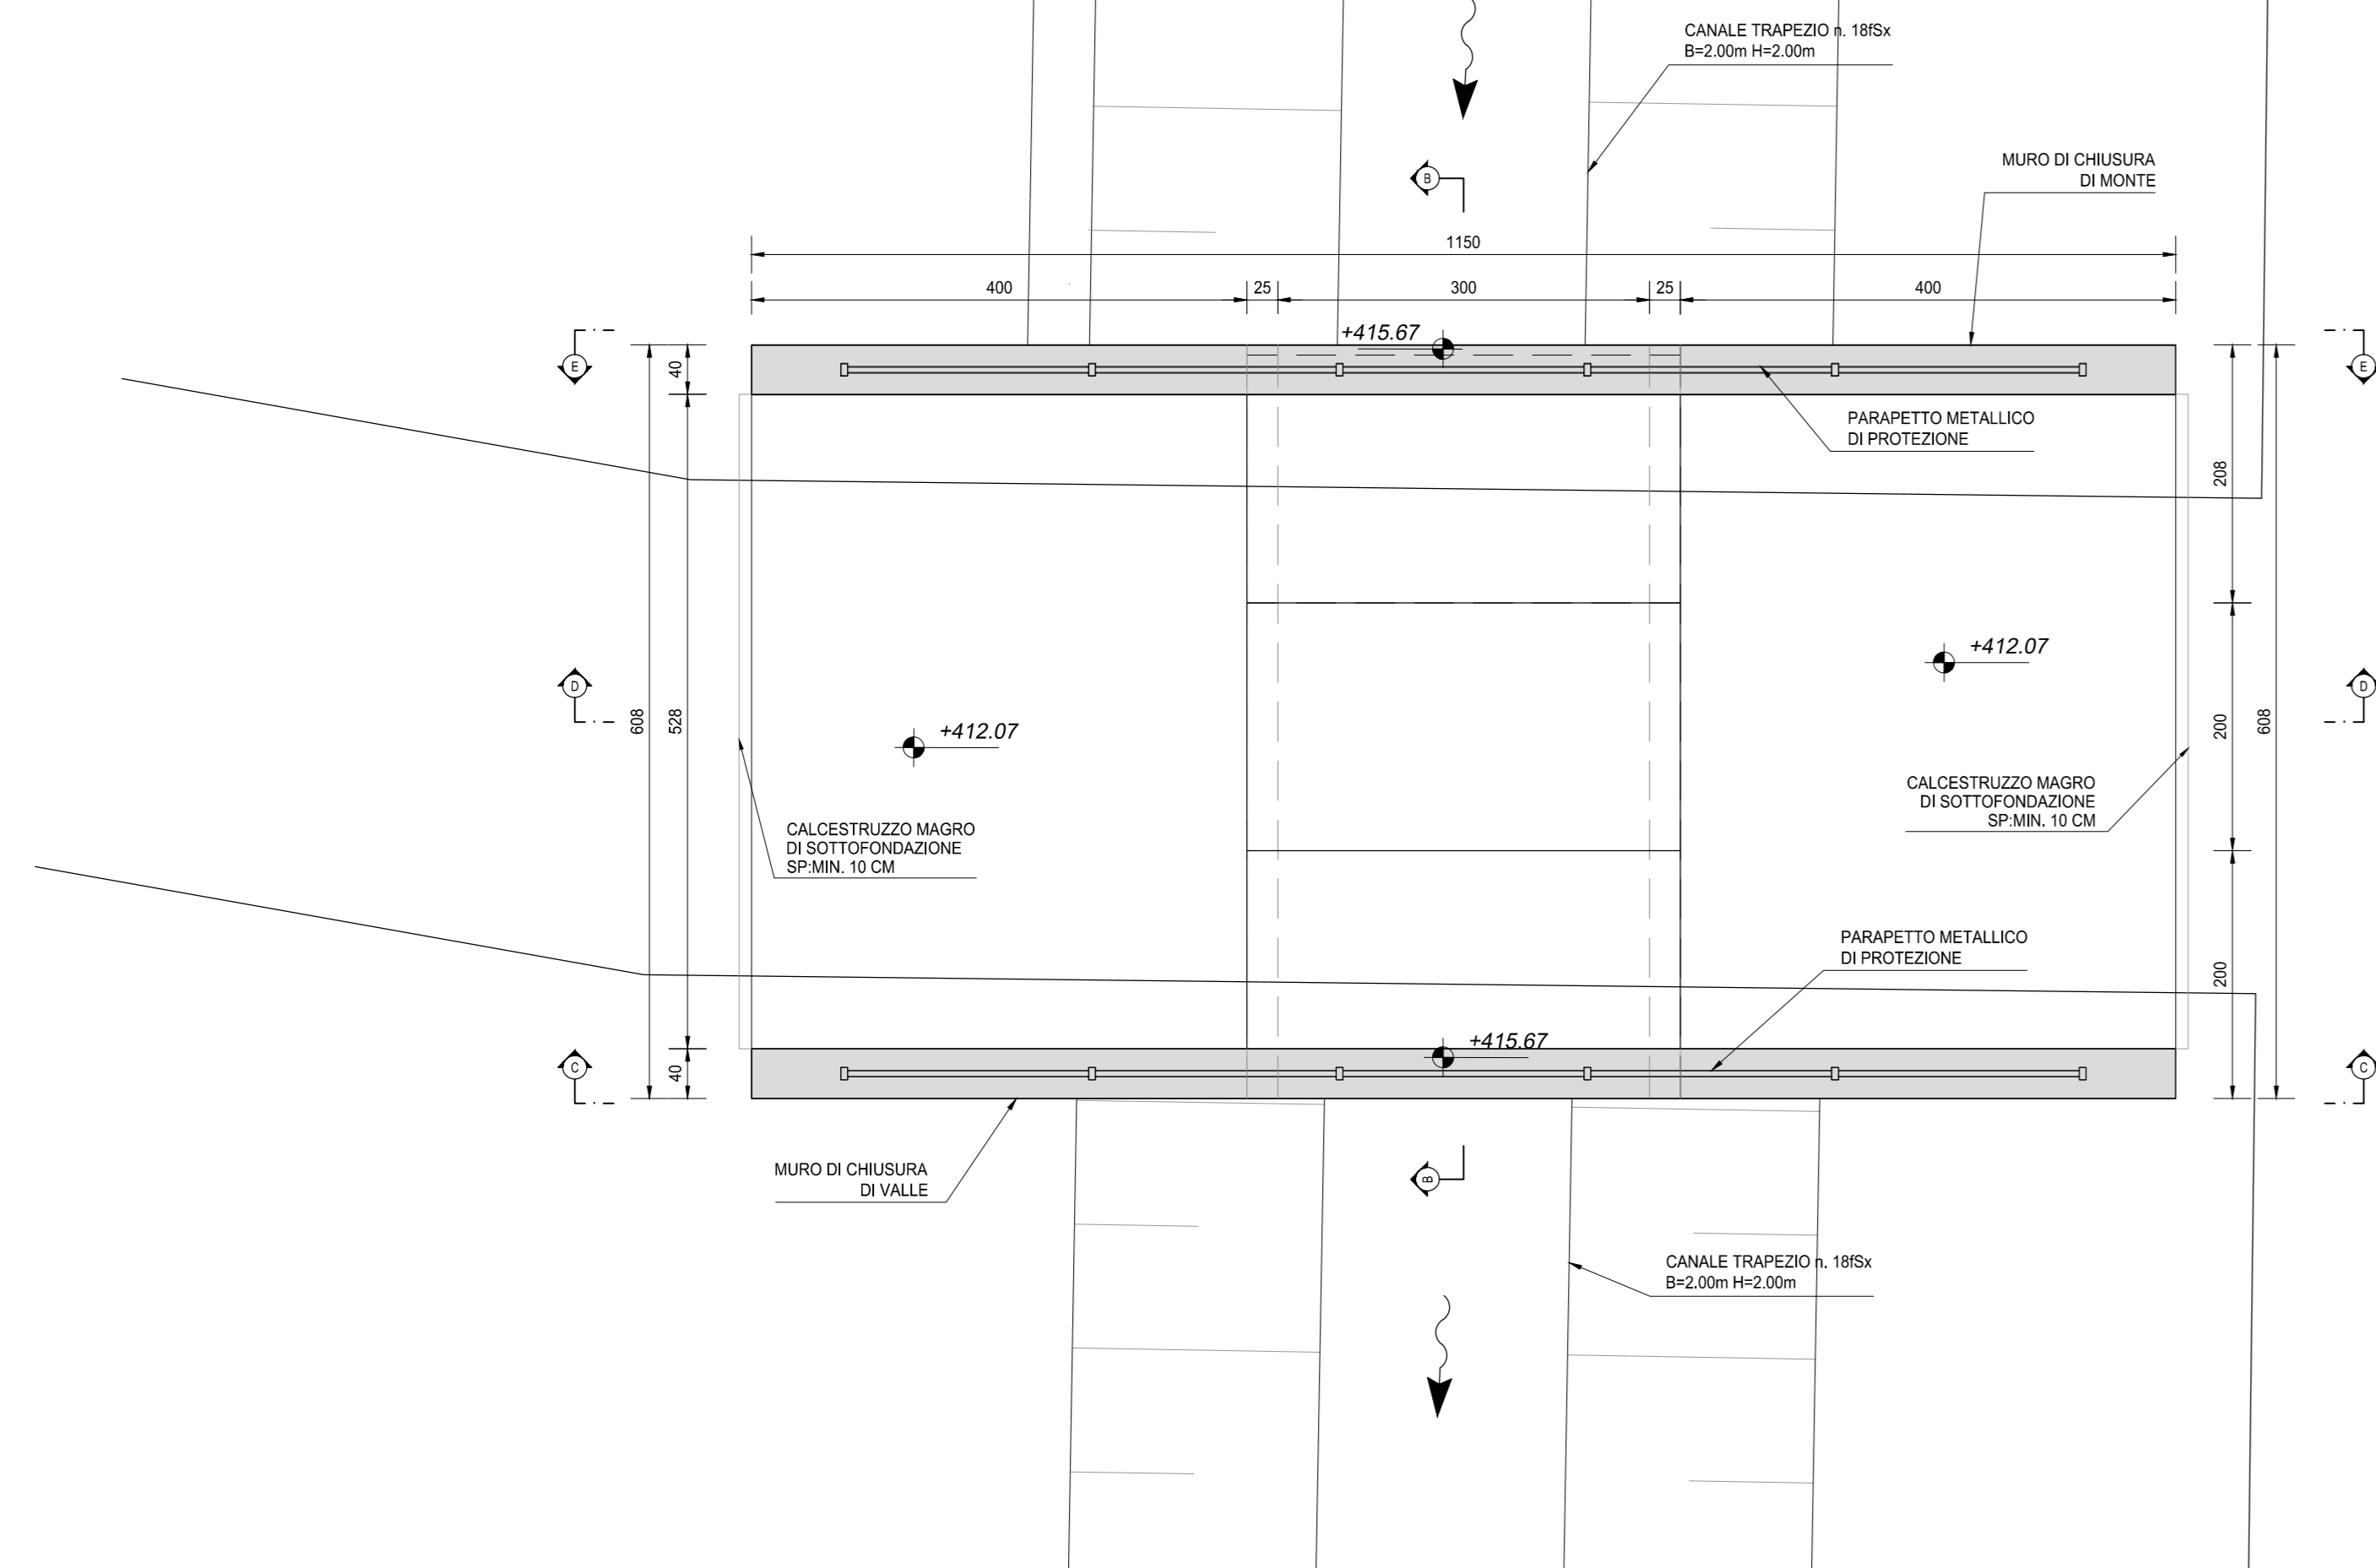 CANALE TRAPEZIO n. 18fSx
B=2.00m H=2.00m
MURO DI CHIUSURA
DI MONTE
B
1150
400
25
300
25
400
+415.67
E
40
E
PARAPETTO METALLICO
DI PROTEZIONE
208
+412.07
D
D
608
528
200
608
+412.07
CALCESTRUZZO MAGRO
DI SOTTOFONDAZIONE
SP:MIN. 10 CM
CALCESTRUZZO MAGRO
DI SOTTOFONDAZIONE
SP:MIN. 10 CM
PARAPETTO METALLICO
DI PROTEZIONE
200
+415.67
C
40
C
MURO DI CHIUSURA
DI VALLE
B
CANALE TRAPEZIO n. 18fSx
B=2.00m H=2.00m